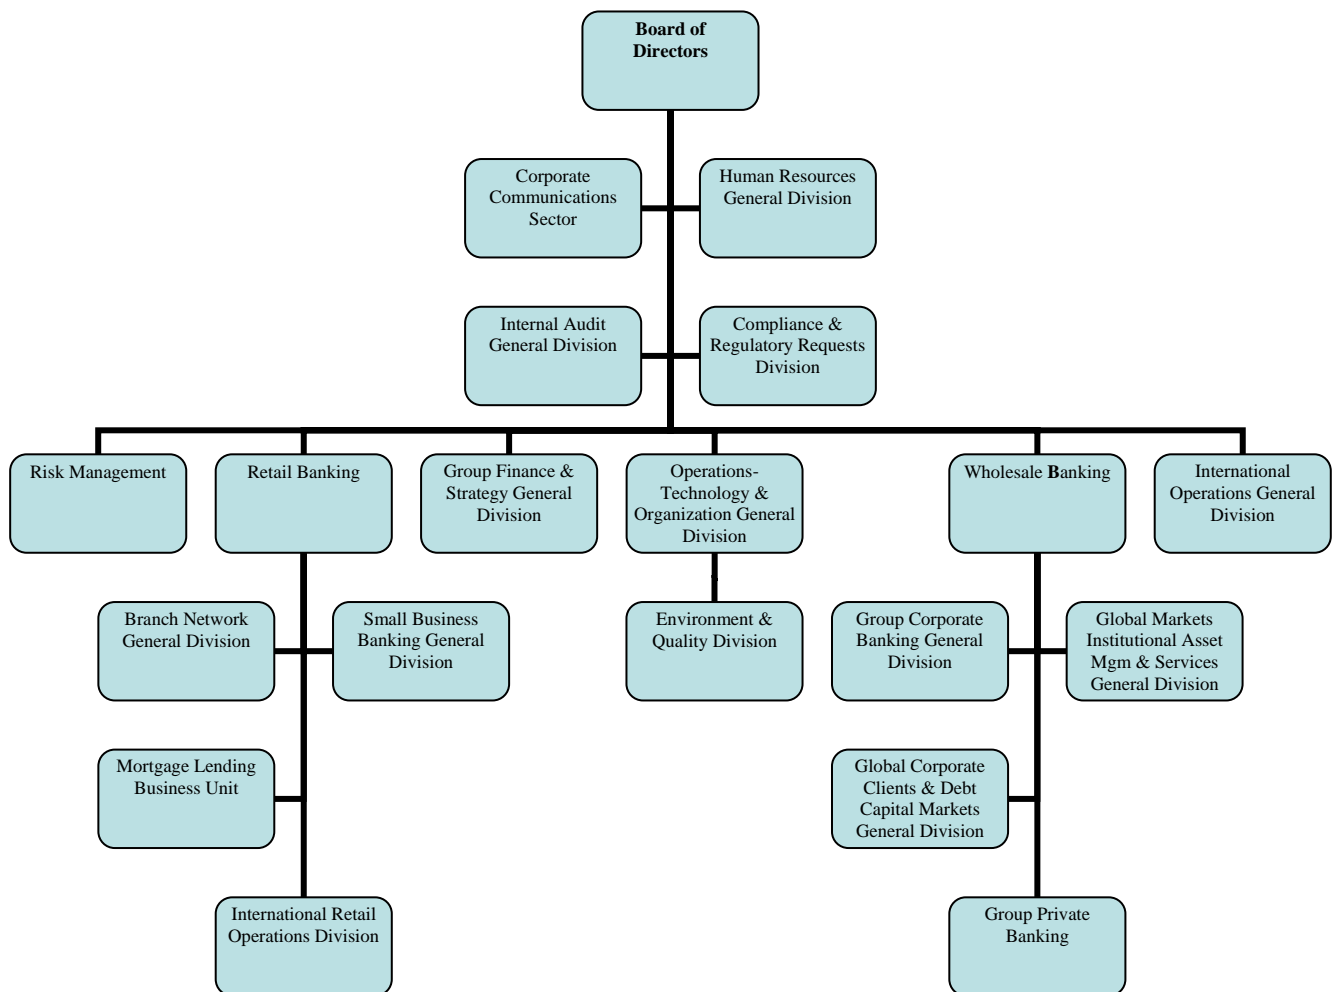 Board of
Directors
Corporate
Communications
Sector
Human Resources
General Division
Internal Audit
General Division
Compliance &
Regulatory Requests
Division
Risk Management
Retail Banking
Group Finance &
Strategy General
Division
Operations-
Technology &
Organization General
Division
Wholesale Banking
International
Operations General
Division
Branch Network
General Division
Small Business
Banking General
Division
Environment &
Quality Division
Group Corporate
Banking General
Division
Global Markets
Institutional Asset
Mgm & Services
General Division
Mortgage Lending
Business Unit
Global Corporate
Clients & Debt
Capital Markets
General Division
International Retail
Operations Division
Group Private
Banking